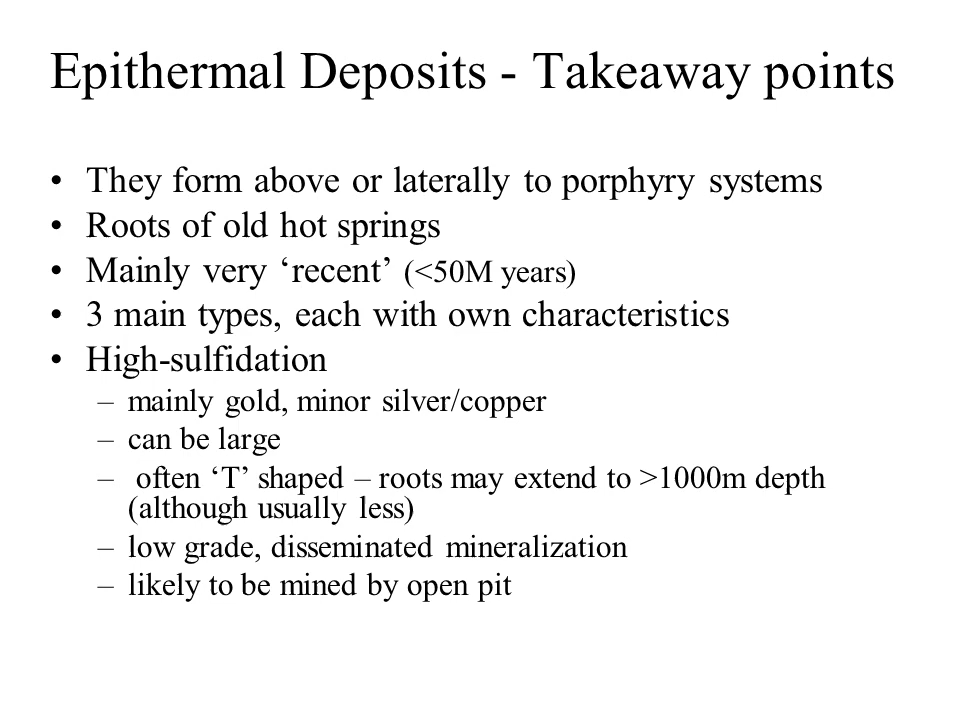 Epithermal Deposits - Takeaway points
• They form above or laterally to porphyry systems
• Roots of old hot springs
• Mainly very ‘recent’ (<50M years)
• 3 main types, each with own characteristics
• High-sulfidation
– mainly gold, minor silver/copper
– can be large
– often ‘T’ shaped – roots may extend to >1000m depth
(although usually less)
– low grade, disseminated mineralization
– likely to be mined by open pit